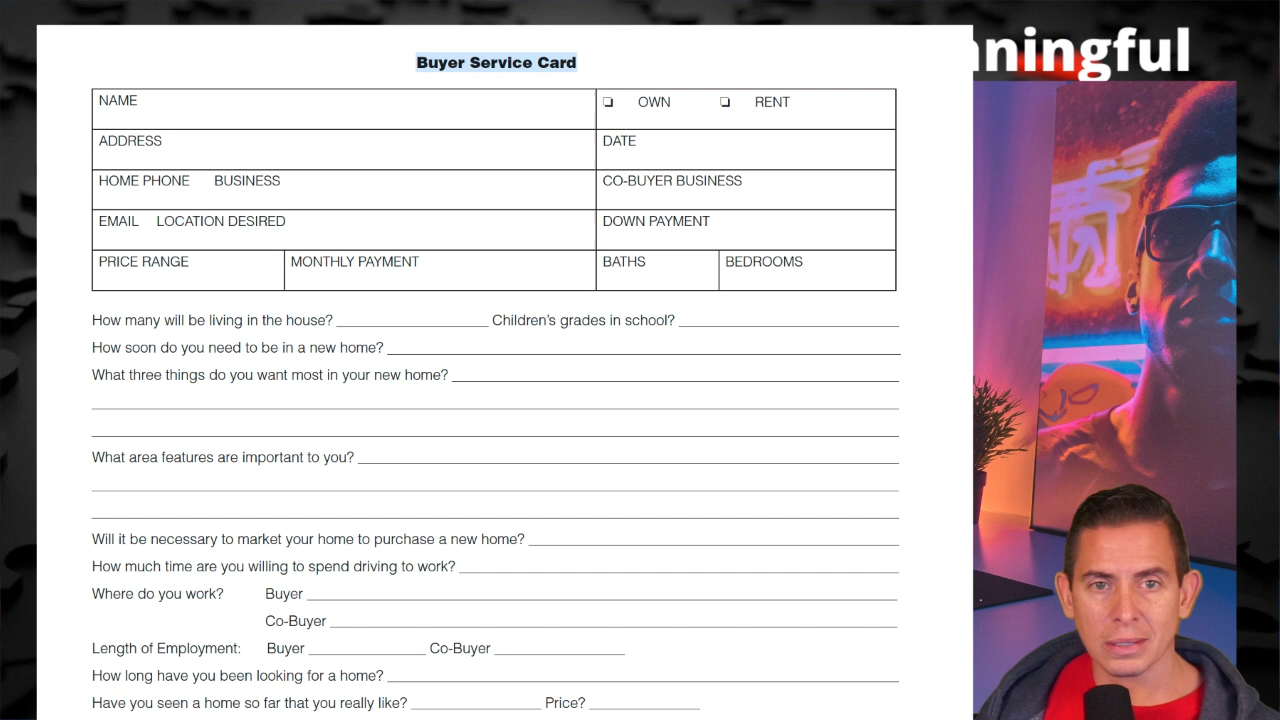 Buyer Service Card
ningful
NAME ❏ OWN ❏ RENT
ADDRESS DATE
HOME PHONE BUSINESS CO-BUYER BUSINESS
EMAIL LOCATION DESIRED DOWN PAYMENT
PRICE RANGE MONTHLY PAYMENT BATHS BEDROOMS
How many will be living in the house? Children's grades in school?
How soon do you need to be in a new home?
What three things do you want most in your new home?
What area features are important to you?
Will it be necessary to market your home to purchase a new home?
How much time are you willing to spend driving to work?
Where do you work? Buyer
Co-Buyer
Length of Employment: Buyer Co-Buyer
How long have you been looking for a home?
Have you seen a home so far that you really like? Price?